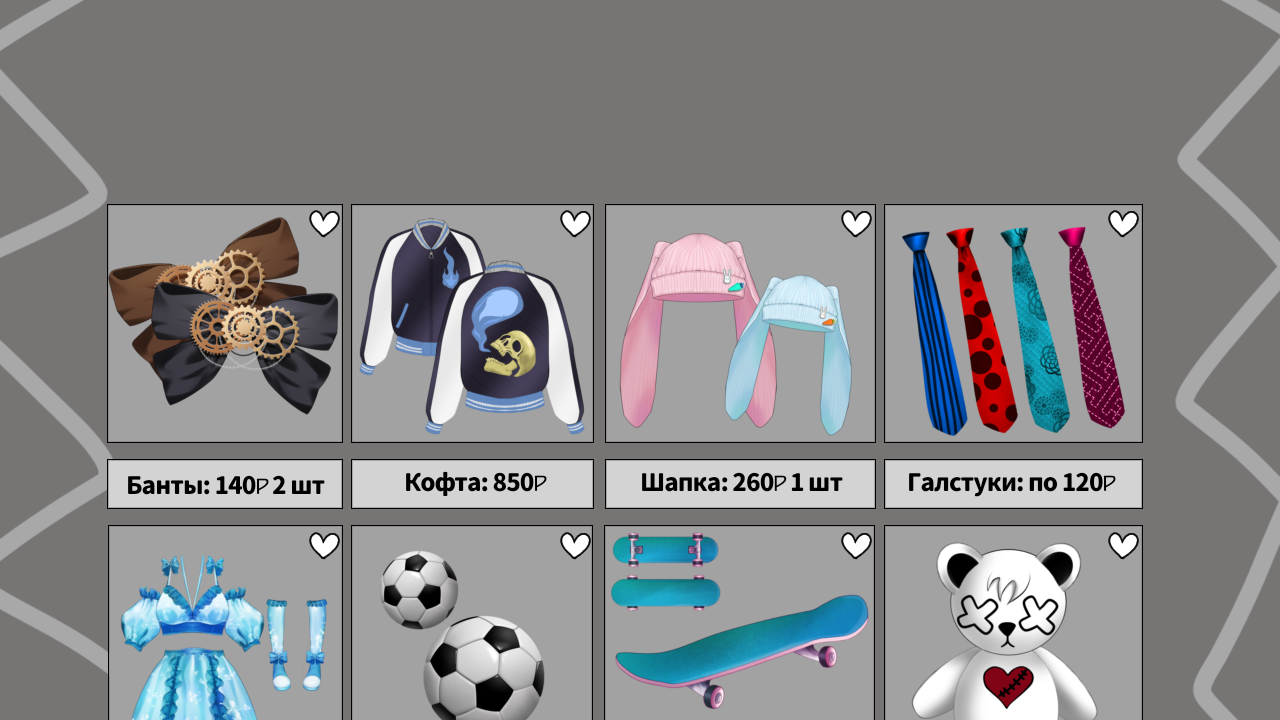 Банты: 140₽ 2 шт
Кофта: 850₽
Шапка: 260₽ 1 шт
Галстуки: по 120₽